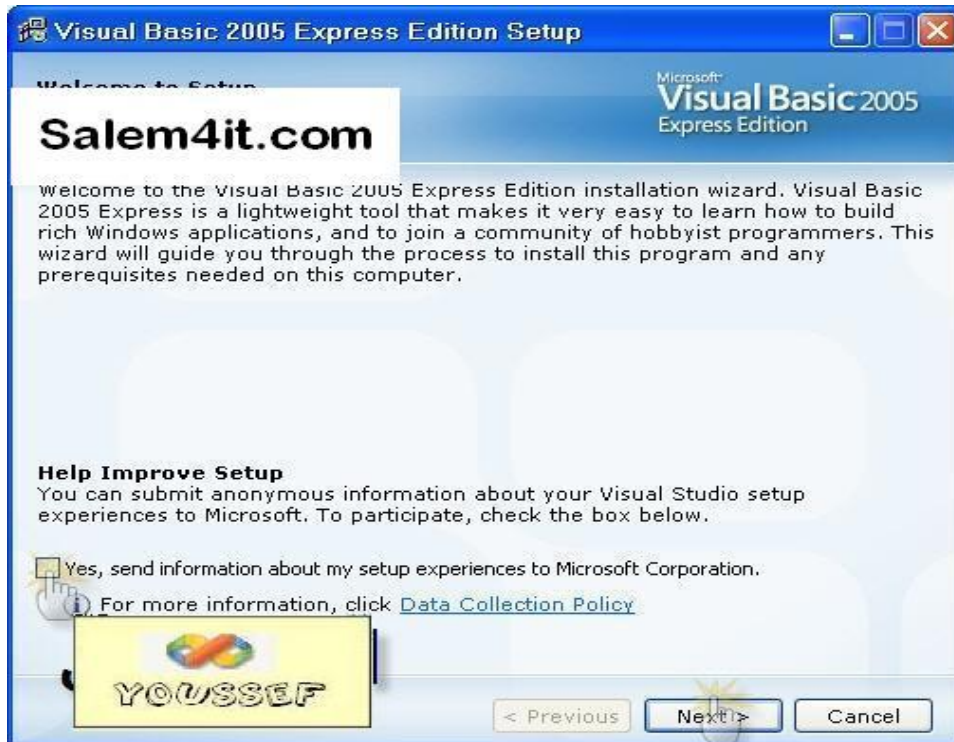 Visual Basic 2005 Express Edition Setup
Welcome to Setup
Microsoft
Visual Basic 2005
Express Edition
Salem4it.com
Welcome to the Visual Basic 2005 Express Edition installation wizard. Visual Basic
2005 Express is a lightweight tool that makes it very easy to learn how to build
rich Windows applications, and to join a community of hobbyist programmers. This
wizard will guide you through the process to install this program and any
prerequisites needed on this computer.
Help Improve Setup
You can submit anonymous information about your Visual Studio setup
experiences to Microsoft. To participate, check the box below.
Yes, send information about my setup experiences to Microsoft Corporation.
For more information, click Data Collection Policy
YOUSSEF
< Previous
Next >
Cancel